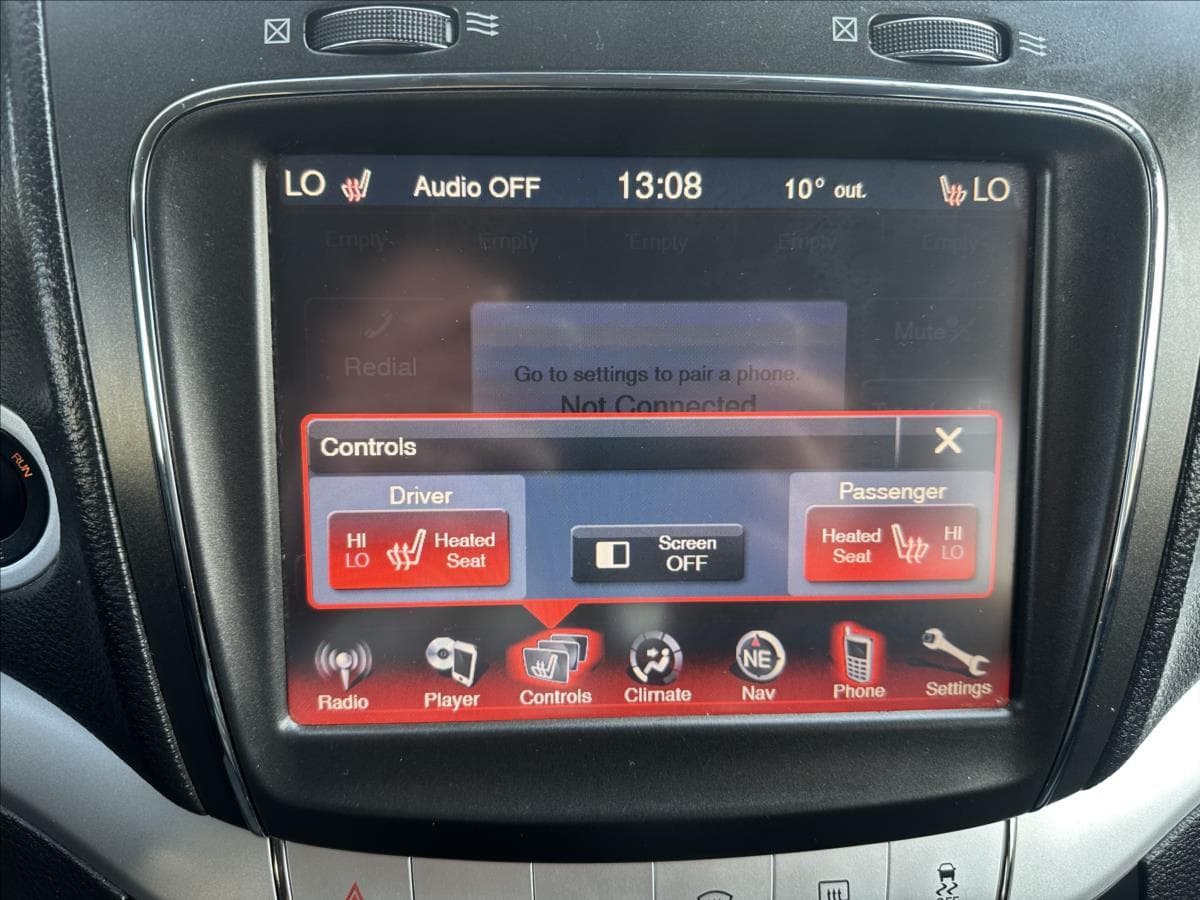 LO Audio OFF 13:08 10° out. LO
Empty Empty Empty Empty Empty
Redial
Mute
Go to settings to pair a phone.
Not Connected
Controls X
Driver
HI
LO
Heated
Seat
Screen
OFF
Passenger
Heated
Seat
HI
LO
RUN
NE
Radio Player Controls Climate Nav Phone Settings
OFF